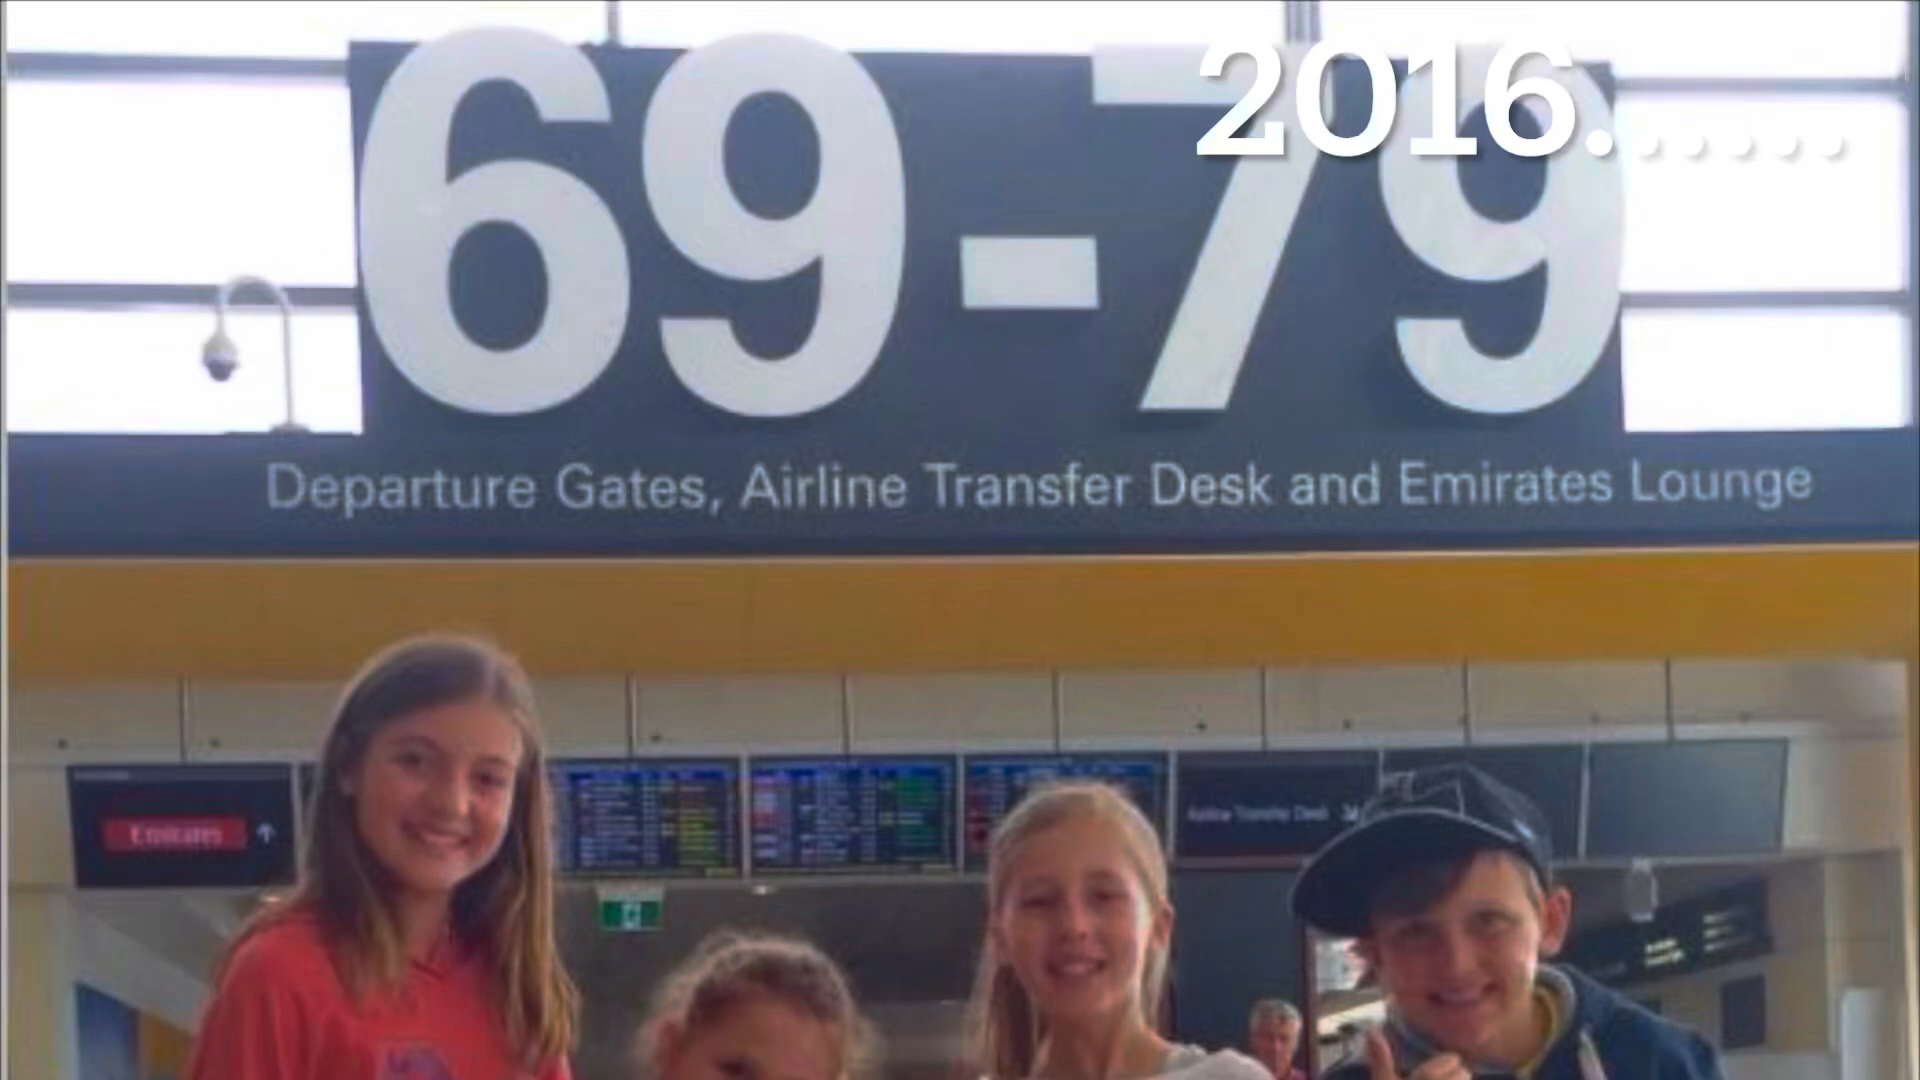 2016.......
69-79
Departure Gates, Airline Transfer Desk and Emirates Lounge
Emirates
Airline Transfer Desk